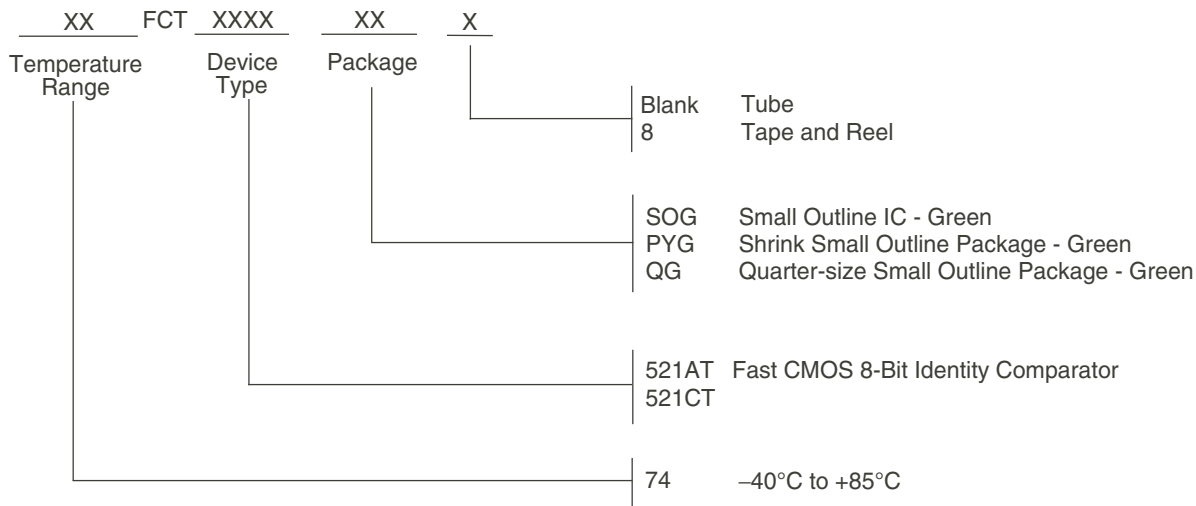 XX FCT XXXX XX X
Temperature Range
Device Type
Package
Blank Tube
8 Tape and Reel
SOG Small Outline IC - Green
PYG Shrink Small Outline Package - Green
QG Quarter-size Small Outline Package - Green
521AT Fast CMOS 8-Bit Identity Comparator
521CT
74 –40°C to +85°C